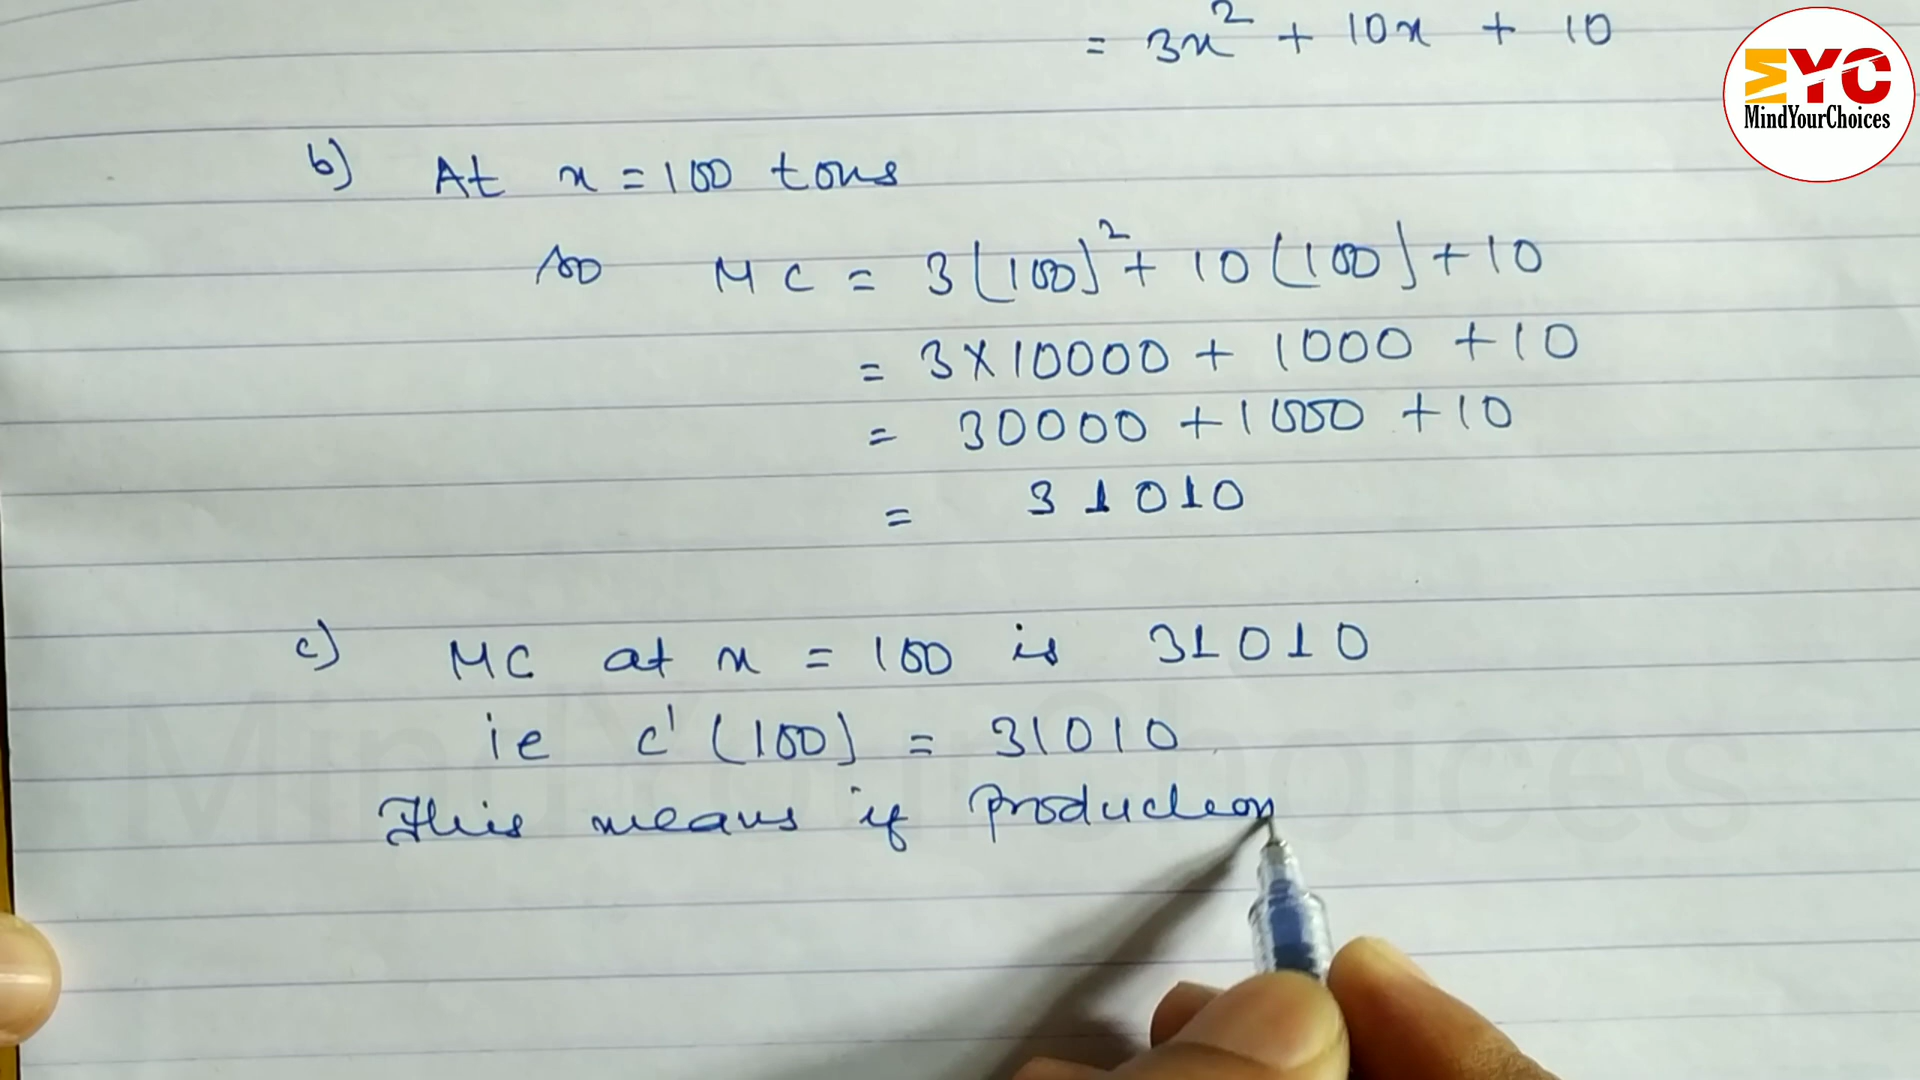 = 3x² + 10x + 10
MYC
MindYourChoices
b) At x = 100 tons
so MC = 3(100)² + 10(100) + 10
= 3×10000 + 1000 + 10
= 30000 + 1000 + 10
= 31010
c) MC at x = 100 is 31010
ie c'(100) = 31010
This means if production
MindYourChoices